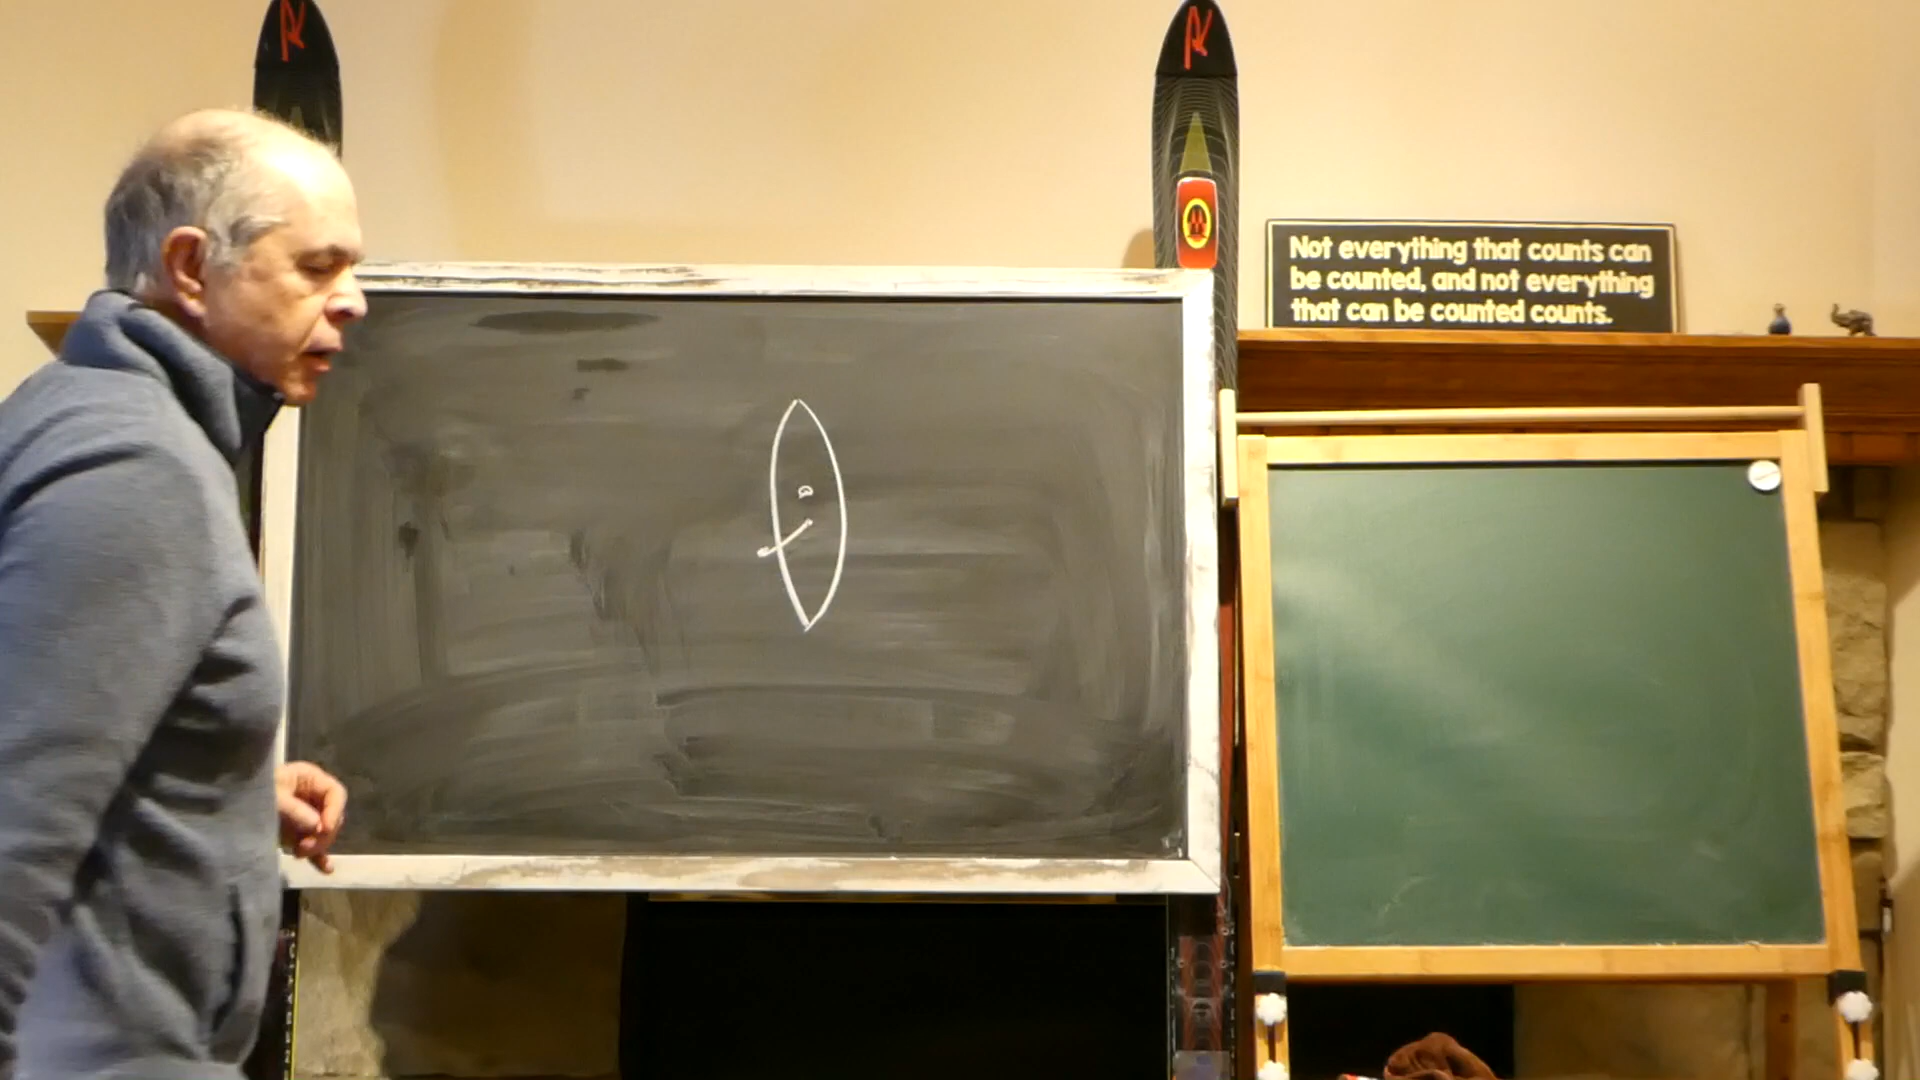 Not everything that counts can
be counted, and not everything
that can be counted counts.